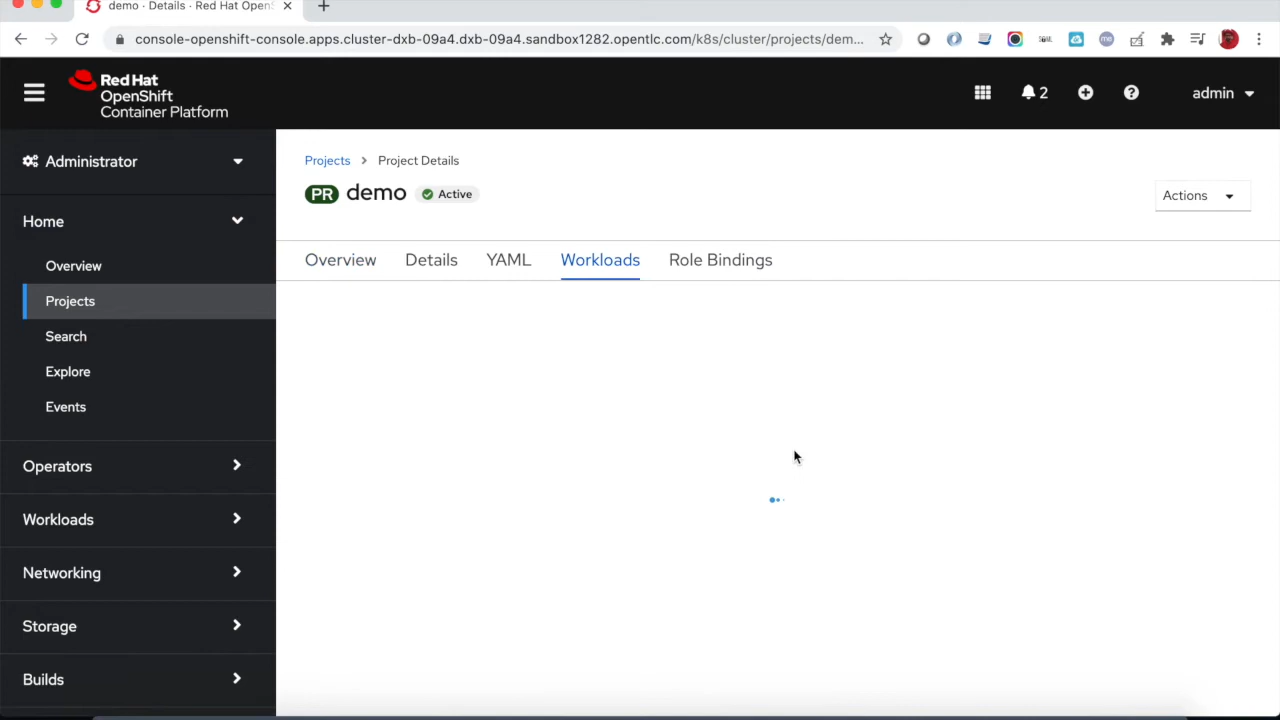 demo · Details · Red Hat OpenS
console-openshift-console.apps.cluster-dxb-09a4.dxb-09a4.sandbox1282.opentlc.com/k8s/cluster/projects/dem...
Red Hat
OpenShift
Container Platform
2
admin
Administrator
Home
Overview
Projects
Search
Explore
Events
Operators
Workloads
Networking
Storage
Builds
Projects > Project Details
PR demo Active
Actions
Overview Details YAML Workloads Role Bindings